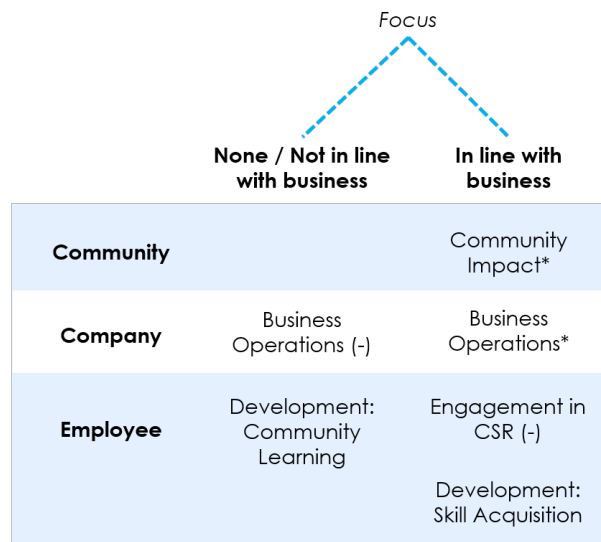 Focus
None / Not in line
with business
In line with
business
Community
Community
Impact*
Company
Business
Operations (-)
Business
Operations*
Employee
Development:
Community
Learning
Engagement in
CSR (-)
Development:
Skill Acquisition